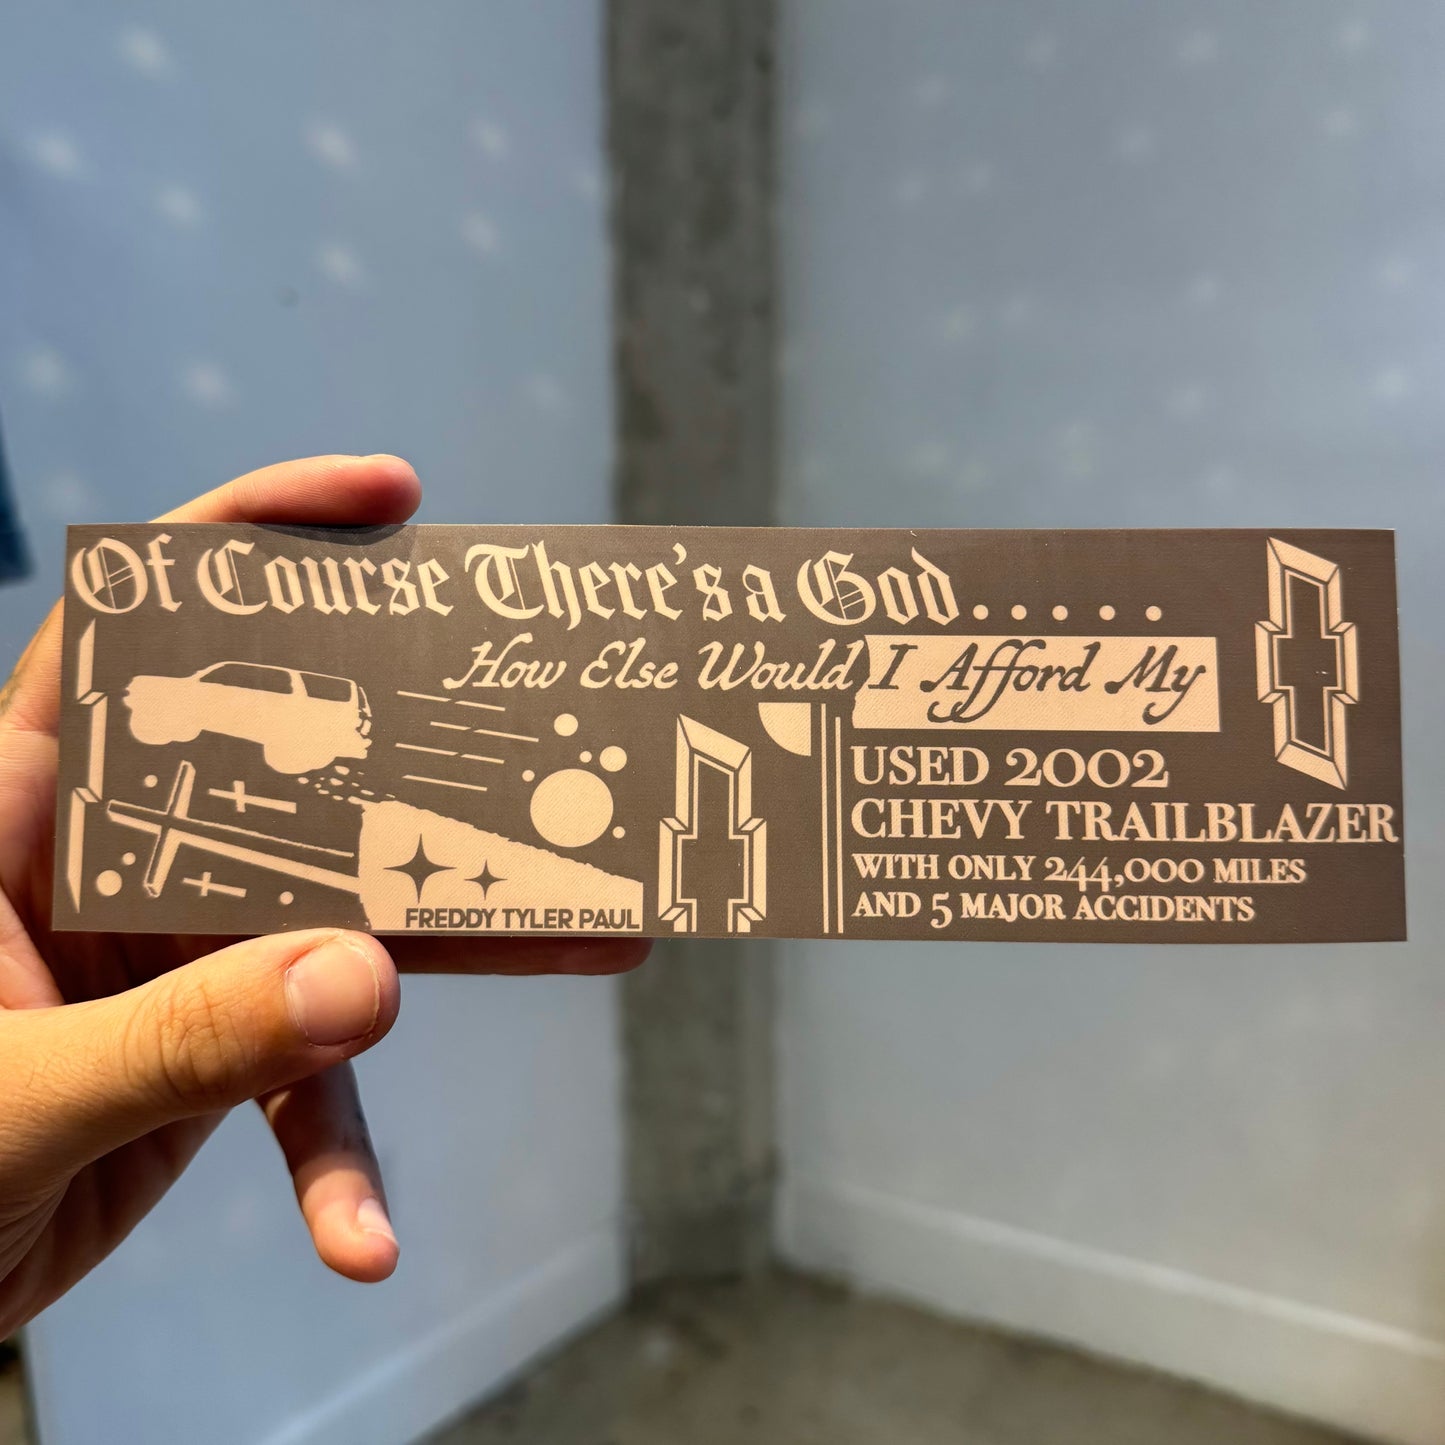 Of Course There's a God.....
How Else Would I Afford My
USED 2002
CHEVY TRAILBLAZER
WITH ONLY 244,000 MILES
AND 5 MAJOR ACCIDENTS
FREDDY TYLER PAUL